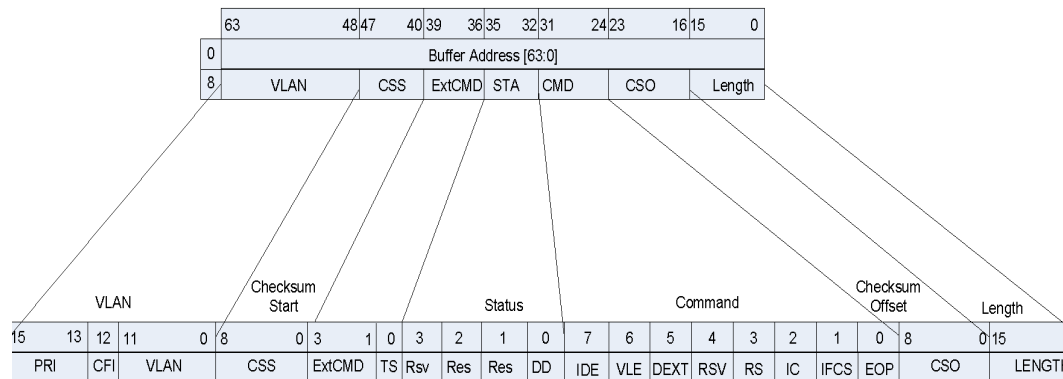 63 48 47 40 39 36 35 32 31 24 23 16 15 0
0 Buffer Address [63:0]
8 VLAN CSS ExtCMD STA CMD CSO Length
VLAN Checksum Start Status Command Checksum Offset Length
15 13 12 11 0 8 0 3 1 0 3 2 1 0 7 6 5 4 3 2 1 0 8 0 15
PRI CFI VLAN CSS ExtCMD TS Rsv Res Res DD IDE VLE DEXT RSV RS IC IFCS EOP CSO LENGT